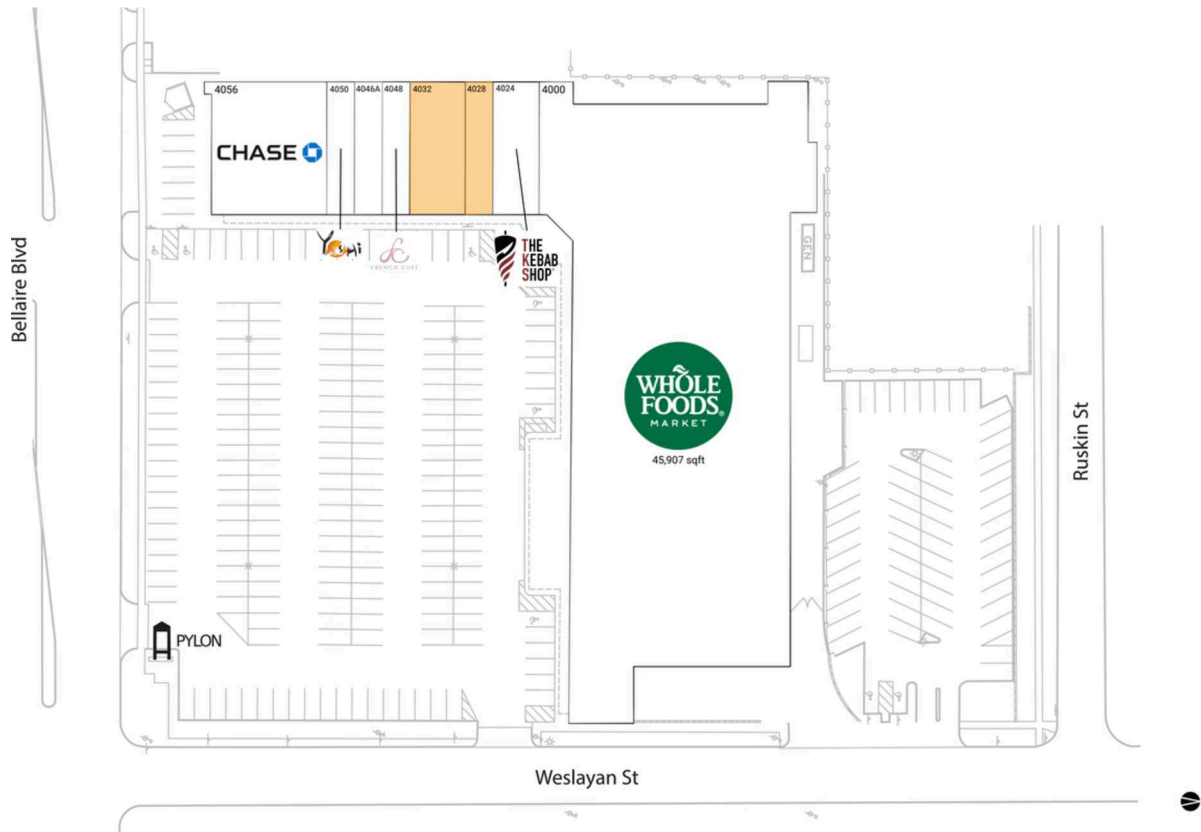 4056
4050
4046A
4048
4032
4028
4024
4000
CHASE
Yoshi
FRENCH CUFF
THE
KEBAB
SHOP
GEN
WHOLE
FOODS®
MARKET
45,907 sqft
Bellaire Blvd
Ruskin St
PYLON
Weslayan St